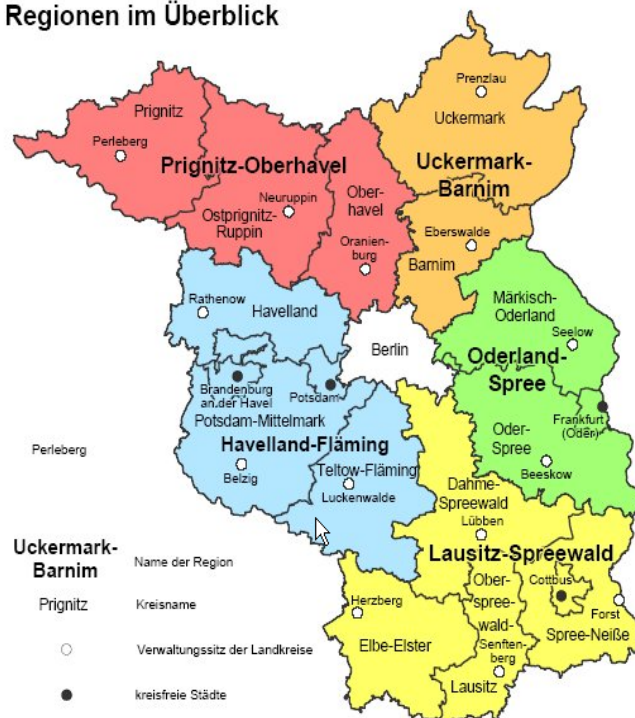 Regionen im Überblick
Prenzlau
Uckermark
Prignitz
Perleberg
Prignitz-Oberhavel
Uckermark-
Barnim
Neuruppin
Ober-
havel
Ostprignitz-
Ruppin
Oranien-
burg
Eberswalde
Barnim
Rathenow
Havelland
Märkisch-
Oderland
Seelow
Berlin
Oderland-
Spree
Brandenburg
an der Havel
Potsdam
Potsdam-Mittelmark
Frankfurt
(Oder)
Oder-
Spree
Havelland-Fläming
Belzig
Teltow-Fläming
Luckenwalde
Beeskow
Dahme-
Spreewald
Lübben
Lausitz-Spreewald
Ober-
spree-
wald-
Senften-
berg
Lausitz
Cottbus
Forst
Spree-Neiße
Herzberg
Elbe-Elster
Perleberg
Uckermark-
Barnim
Name der Region
Prignitz
Kreisname
Verwaltungssitz der Landkreise
kreisfreie Städte